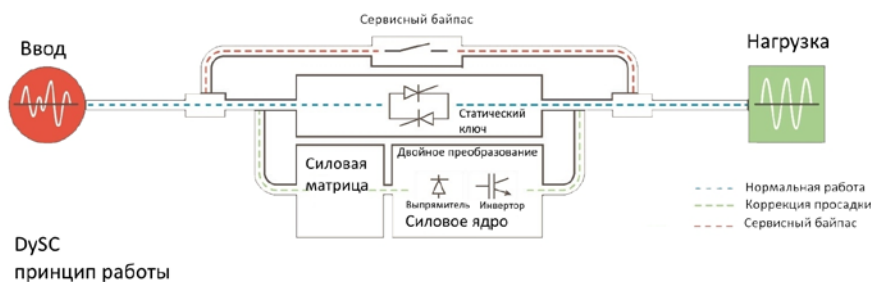 Сервисный байпас
Ввод
Нагрузка
Статический
ключ
Силовая
матрица
Двойное преобразование
Выпрямитель
Инвертор
Силовое ядро
Нормальная работа
Коррекция просадки
Сервисный байпас
DySC
принцип работы